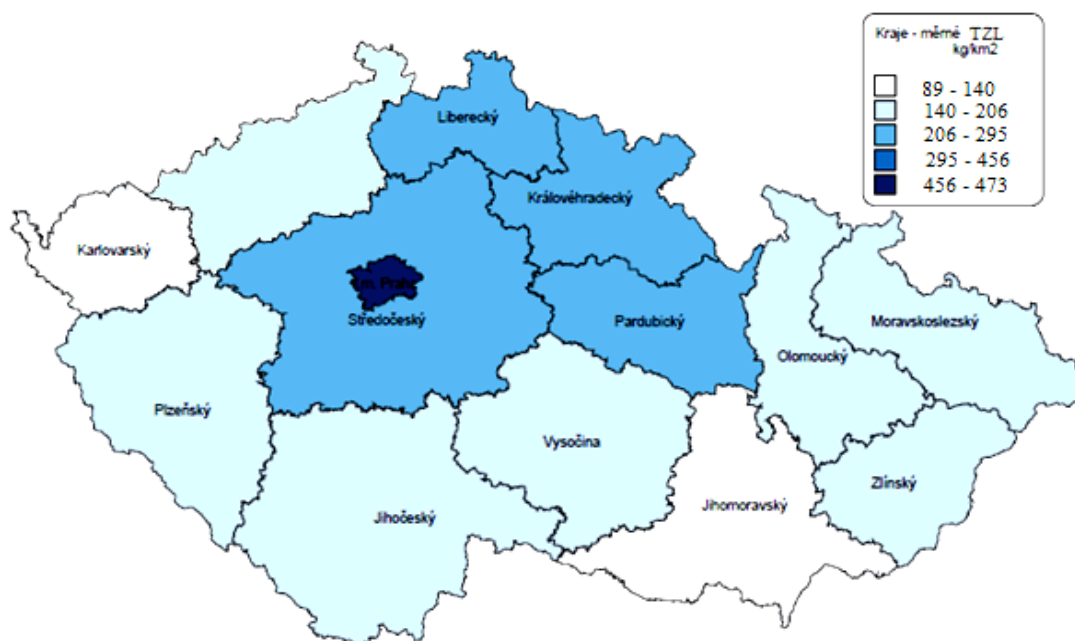 Kraje - měrné TZL
kg/km2
89 - 140
140 - 206
206 - 295
295 - 456
456 - 473
Liberecký
Královéhradecký
Karlovarský
Středočeský
Pardubický
Moravskoslezský
Olomoucký
Plzeňský
Vysočina
Zlínský
Jihočeský
Jihomoravský